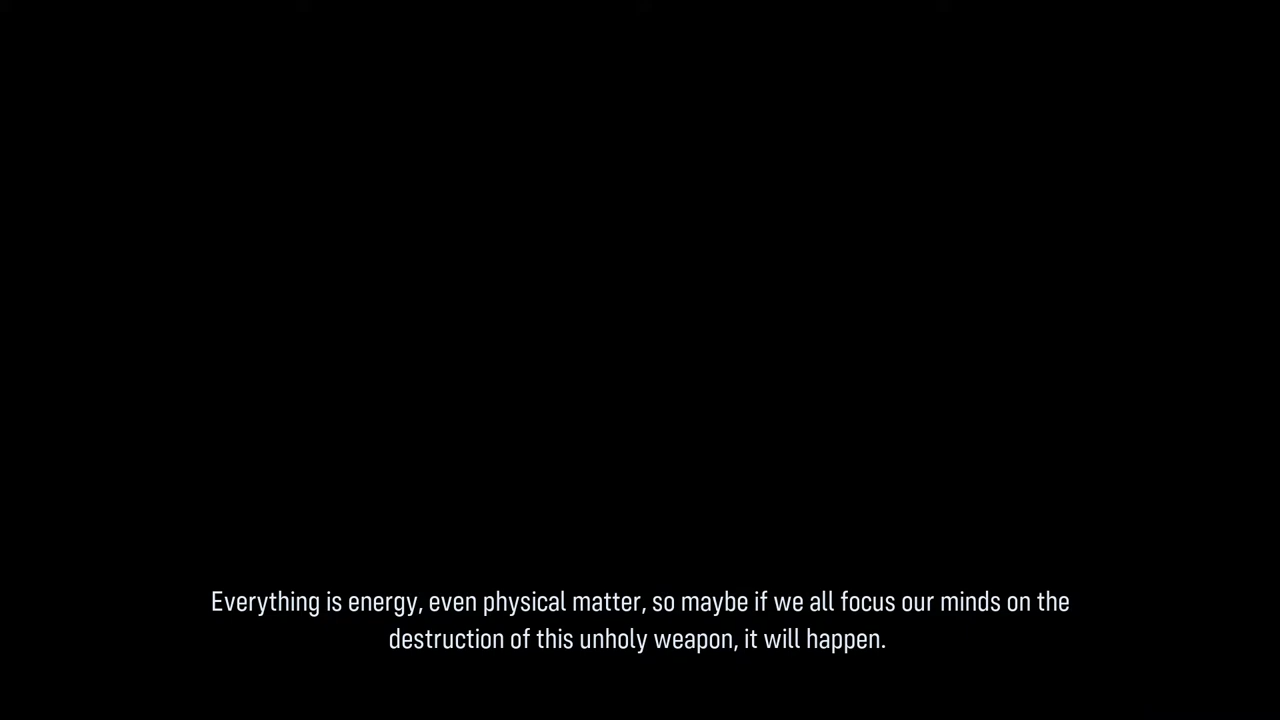 Everything is energy, even physical matter, so maybe if we all focus our minds on the
destruction of this unholy weapon, it will happen.